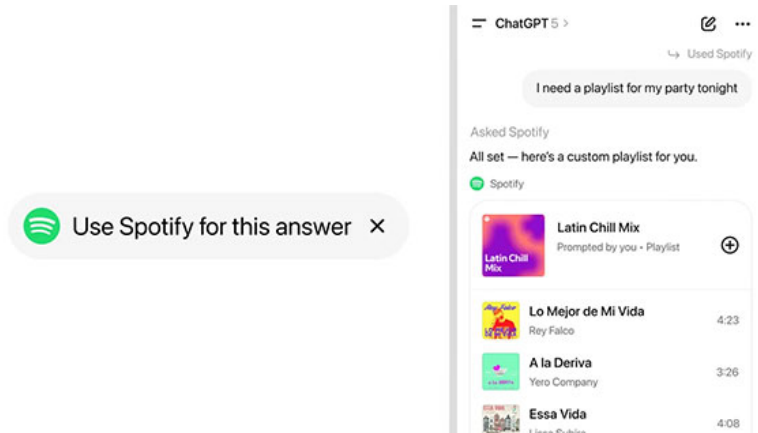 Use Spotify for this answer ×
ChatGPT 5 >
↪ Used Spotify
I need a playlist for my party tonight
Asked Spotify
All set — here's a custom playlist for you.
Spotify
Latin Chill Mix
Prompted by you • Playlist
Latin Chill
Mix
Lo Mejor de Mi Vida
4:23
Rey Falco
A la Deriva
3:26
Yero Company
Essa Vida
4:08